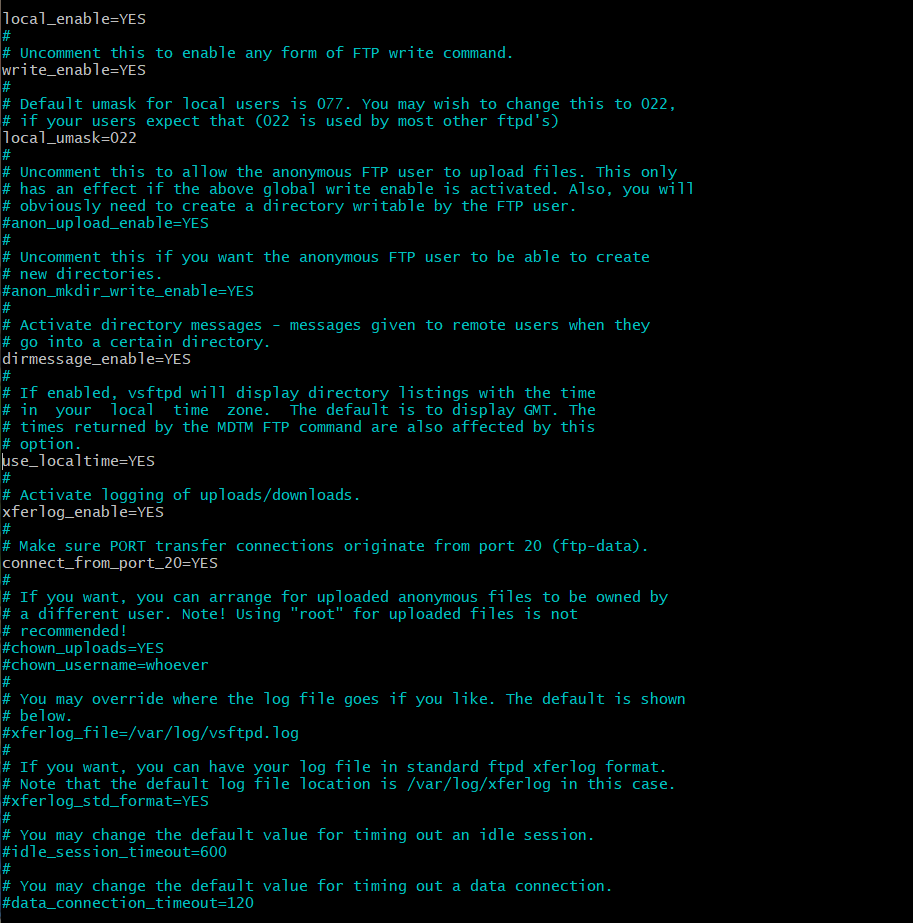 local_enable=YES
#
# Uncomment this to enable any form of FTP write command.
write_enable=YES
#
# Default umask for local users is 077. You may wish to change this to 022,
# if your users expect that (022 is used by most other ftpd's)
local_umask=022
#
# Uncomment this to allow the anonymous FTP user to upload files. This only
# has an effect if the above global write enable is activated. Also, you will
# obviously need to create a directory writable by the FTP user.
#anon_upload_enable=YES
#
# Uncomment this if you want the anonymous FTP user to be able to create
# new directories.
#anon_mkdir_write_enable=YES
#
# Activate directory messages - messages given to remote users when they
# go into a certain directory.
dirmessage_enable=YES
#
# If enabled, vsftpd will display directory listings with the time
# in  your  local  time  zone.  The default is to display GMT. The
# times returned by the MDTM FTP command are also affected by this
# option.
use_localtime=YES
#
# Activate logging of uploads/downloads.
xferlog_enable=YES
#
# Make sure PORT transfer connections originate from port 20 (ftp-data).
connect_from_port_20=YES
#
# If you want, you can arrange for uploaded anonymous files to be owned by
# a different user. Note! Using "root" for uploaded files is not
# recommended!
#chown_uploads=YES
#chown_username=whoever
#
# You may override where the log file goes if you like. The default is shown
# below.
#xferlog_file=/var/log/vsftpd.log
#
# If you want, you can have your log file in standard ftpd xferlog format.
# Note that the default log file location is /var/log/xferlog in this case.
#xferlog_std_format=YES
#
# You may change the default value for timing out an idle session.
#idle_session_timeout=600
#
# You may change the default value for timing out a data connection.
#data_connection_timeout=120